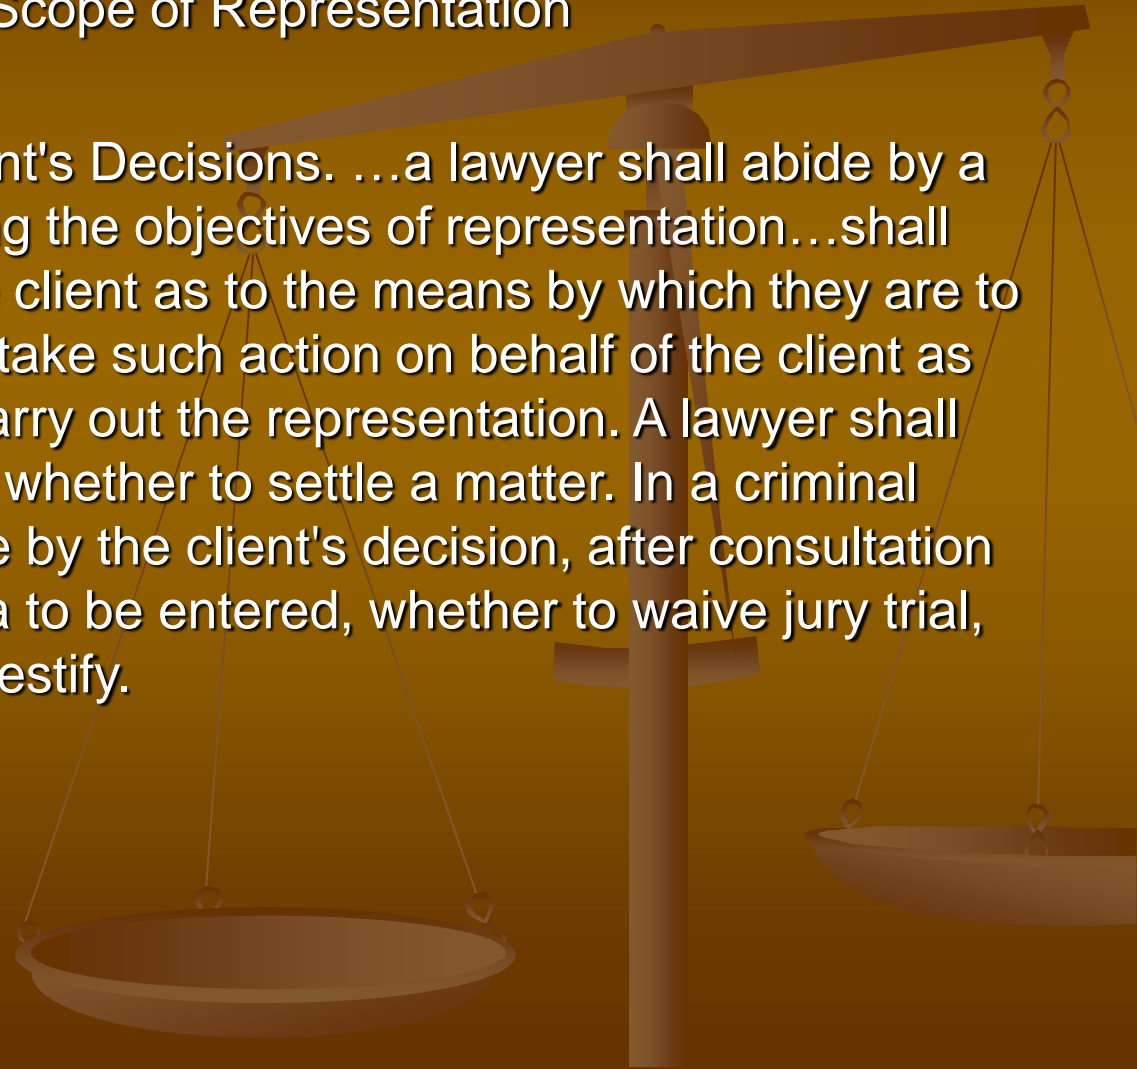 Scope of Representation
nt's Decisions. …a lawyer shall abide by a
g the objectives of representation…shall
client as to the means by which they are to
take such action on behalf of the client as
arry out the representation. A lawyer shall
whether to settle a matter. In a criminal
e by the client's decision, after consultation
a to be entered, whether to waive jury trial,
estify.